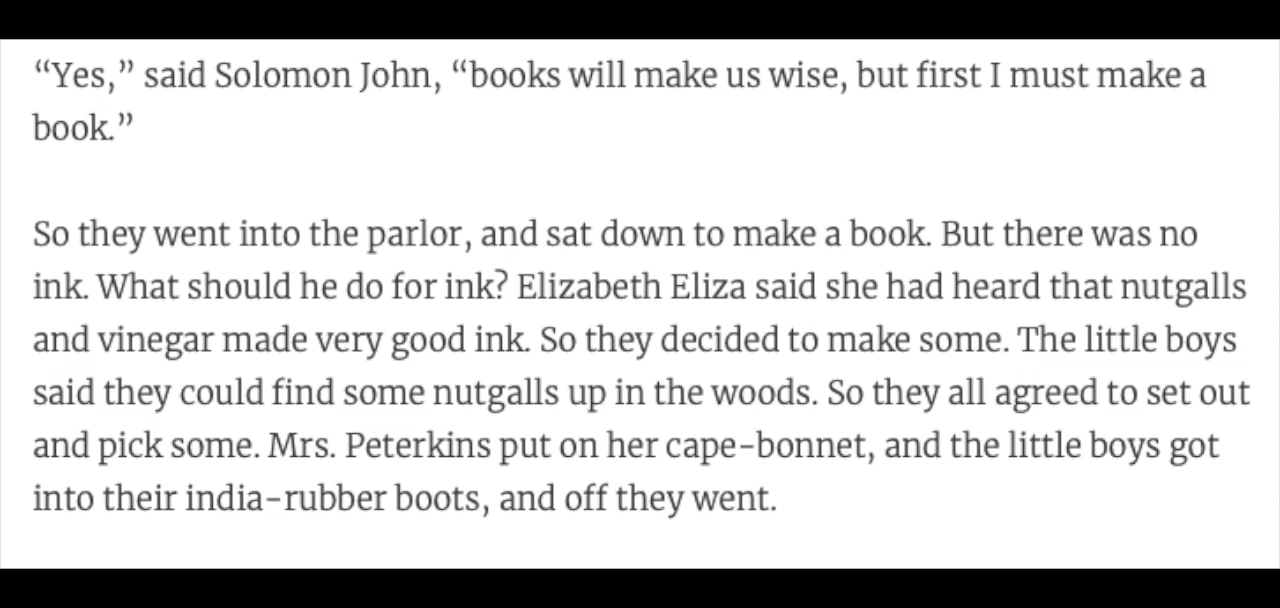 “Yes,” said Solomon John, “books will make us wise, but first I must make a
book.”
So they went into the parlor, and sat down to make a book. But there was no
ink. What should he do for ink? Elizabeth Eliza said she had heard that nutgalls
and vinegar made very good ink. So they decided to make some. The little boys
said they could find some nutgalls up in the woods. So they all agreed to set out
and pick some. Mrs. Peterkins put on her cape-bonnet, and the little boys got
into their india-rubber boots, and off they went.